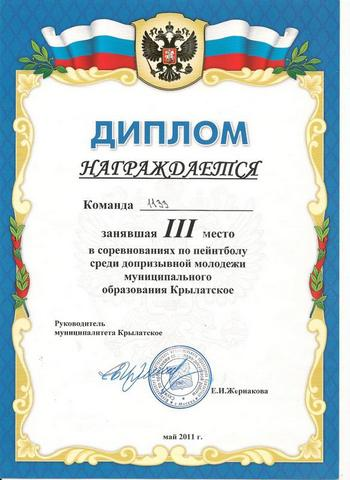 ДИПЛОМ
НАГРАЖДАЕТСЯ
Команда 1133
занявшая III место
в соревнованиях по пейнтболу
среди допризывной молодежи
муниципального
образования Крылатское
Руководитель
муниципалитета Крылатское
Е.И.Жернакова
май 2011 г.